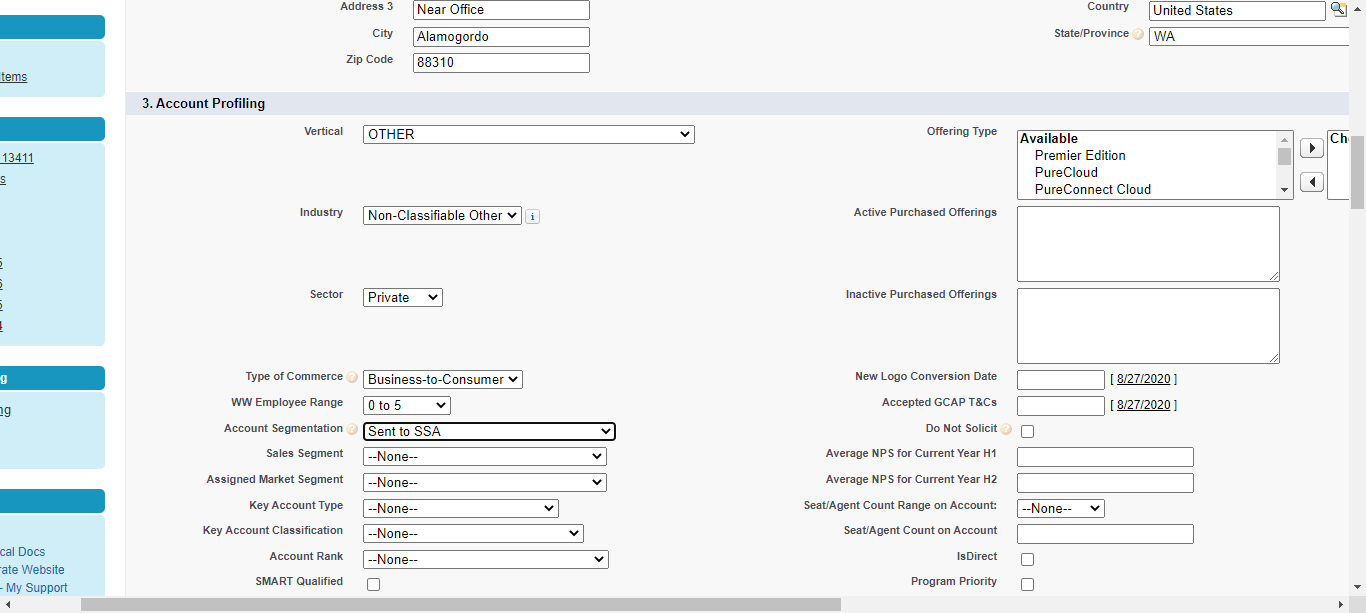 Address 3 Near Office
Country United States
City Alamogordo
State/Province WA
Zip Code 88310
Items
3. Account Profiling
Vertical OTHER
Offering Type
Available
Premier Edition
PureCloud
PureConnect Cloud
13411
s
Industry Non-Classifiable Other
Active Purchased Offerings
Sector Private
Inactive Purchased Offerings
5
6
5
4
Type of Commerce Business-to-Consumer
New Logo Conversion Date [ 8/27/2020 ]
WW Employee Range 0 to 5
Accepted GCAP T&Cs [ 8/27/2020 ]
Account Segmentation Sent to SSA
Do Not Solicit
Sales Segment --None--
Average NPS for Current Year H1
Assigned Market Segment --None--
Average NPS for Current Year H2
Key Account Type --None--
Seat/Agent Count Range on Account: --None--
Key Account Classification --None--
Seat/Agent Count on Account
Account Rank --None--
IsDirect
SMART Qualified
Program Priority
g
ng
cal Docs
rate Website
- My Support